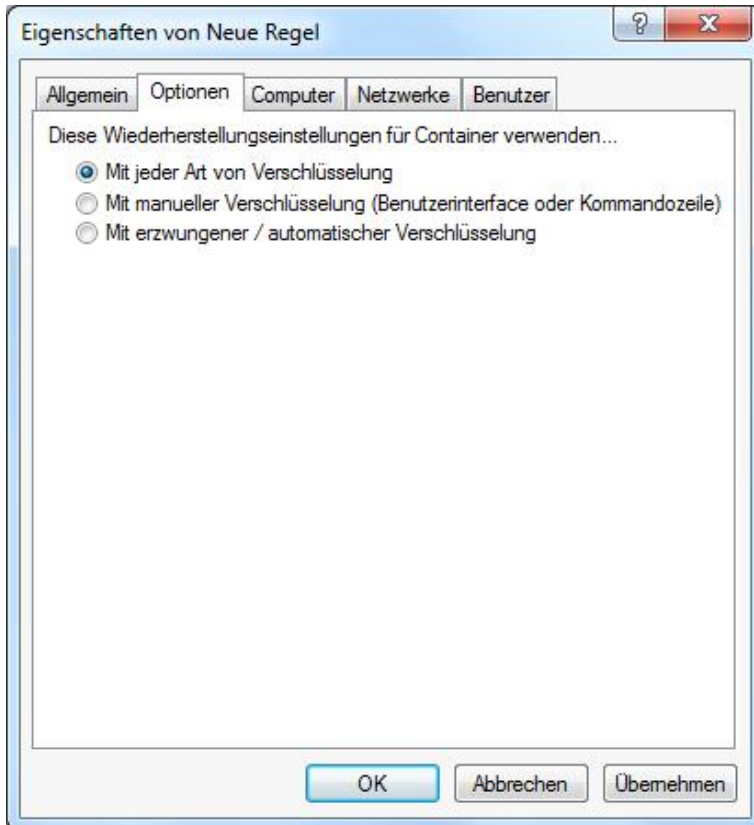 Eigenschaften von Neue Regel
Allgemein Optionen Computer Netzwerke Benutzer
Diese Wiederherstellungseinstellungen für Container verwenden...
Mit jeder Art von Verschlüsselung
Mit manueller Verschlüsselung (Benutzerinterface oder Kommandozeile)
Mit erzwungener / automatischer Verschlüsselung
OK Abbrechen Übernehmen